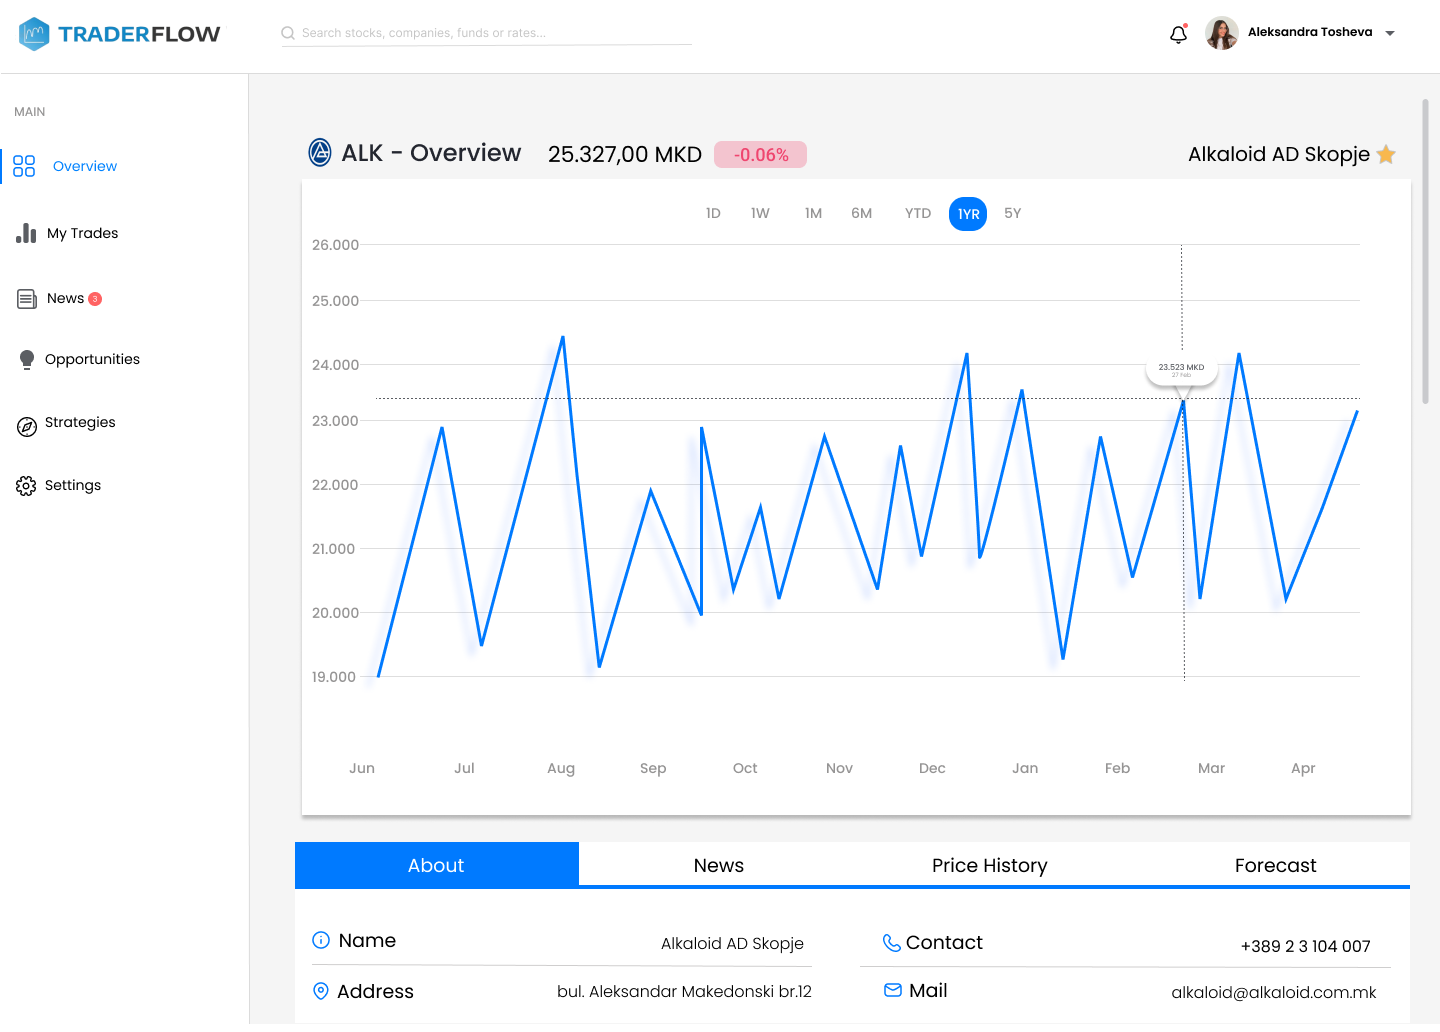 TRADERFLOW
Search stocks, companies, funds or rates...
Aleksandra Tosheva
MAIN
Overview
My Trades
News 3
Opportunities
Strategies
Settings
ALK - Overview 25.327,00 MKD -0.06% Alkaloid AD Skopje
1D 1W 1M 6M YTD 1YR 5Y
26.000
25.000
24.000
23.523 MKD
27 Feb
23.000
22.000
21.000
20.000
19.000
Jun Jul Aug Sep Oct Nov Dec Jan Feb Mar Apr
About News Price History Forecast
Name Alkaloid AD Skopje
Contact +389 2 3 104 007
Address bul. Aleksandar Makedonski br.12
Mail alkaloid@alkaloid.com.mk